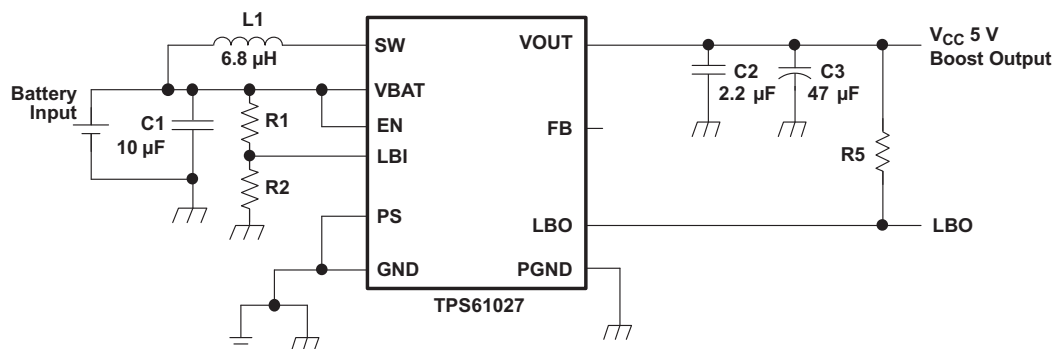 L1
6.8 µH
SW
VOUT
V_CC 5 V
Boost Output
Battery
Input
VBAT
C2
2.2 µF
C3
47 µF
C1
10 µF
R1
EN
FB
LBI
R5
R2
PS
LBO
LBO
GND
PGND
TPS61027